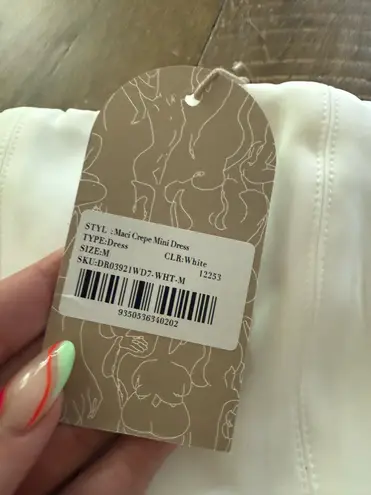 STYL :Maci Crepe Mini Dress
TYPE:Dress CLR:White
SIZE:M 12253
SKU:DR03921WD7-WHT-M
9350536340202